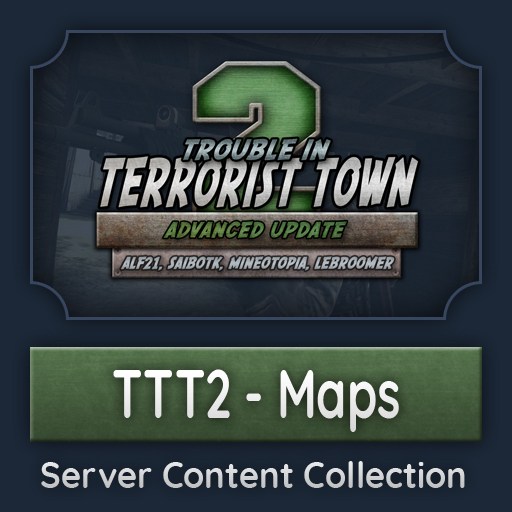 2
TROUBLE IN
TERRORIST TOWN
ADVANCED UPDATE
ALF21, SAIBOTK, MINEOTOPIA, LEBROOMER
TTT2 - Maps
Server Content Collection